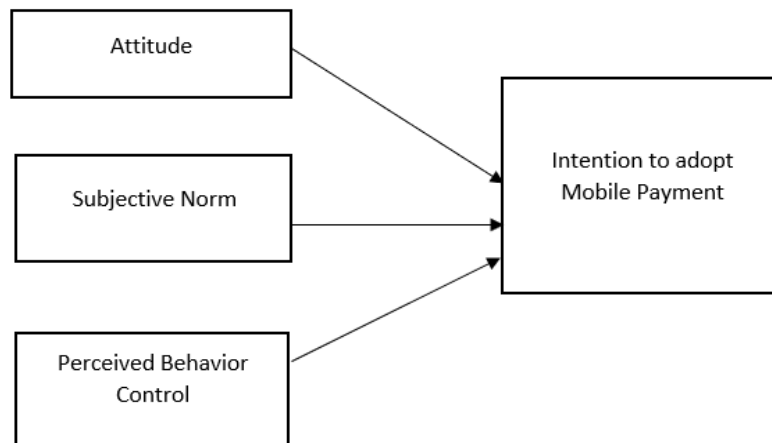 Attitude
Subjective Norm
Perceived Behavior
Control
Intention to adopt
Mobile Payment